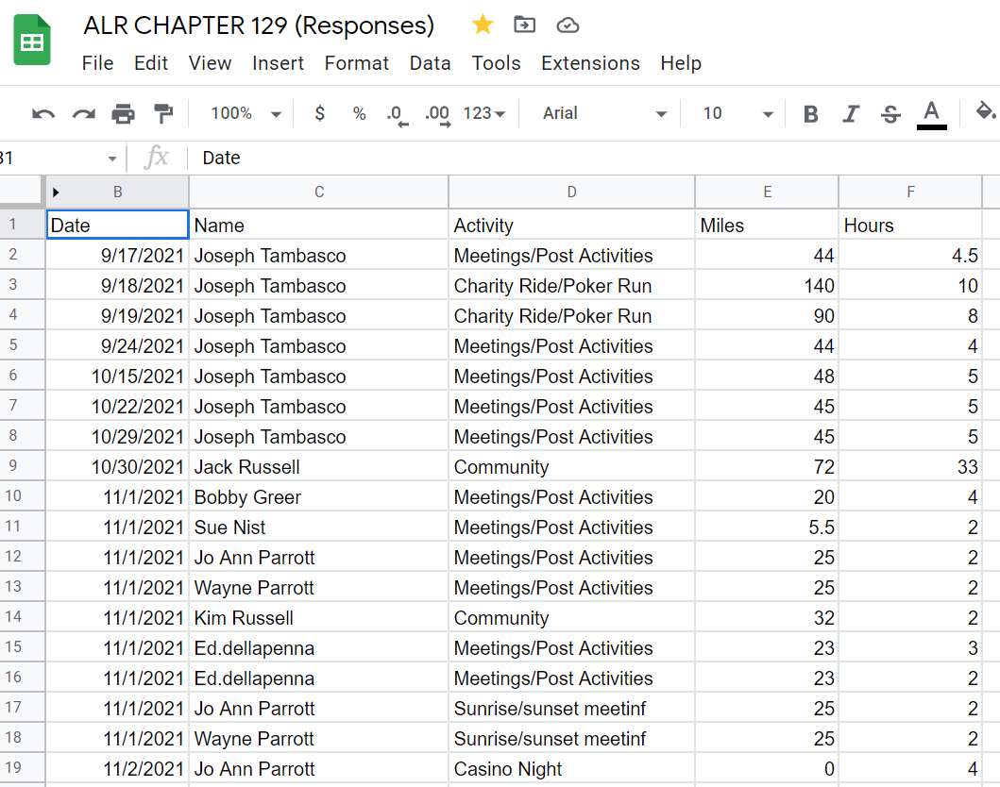 ALR CHAPTER 129 (Responses)
File Edit View Insert Format Data Tools Extensions Help
100% $ % .0 .00 123 Arial 10 B I S A
31 fx Date
B C D E F
1 Date Name Activity Miles Hours
2 9/17/2021 Joseph Tambasco Meetings/Post Activities 44 4.5
3 9/18/2021 Joseph Tambasco Charity Ride/Poker Run 140 10
4 9/19/2021 Joseph Tambasco Charity Ride/Poker Run 90 8
5 9/24/2021 Joseph Tambasco Meetings/Post Activities 44 4
6 10/15/2021 Joseph Tambasco Meetings/Post Activities 48 5
7 10/22/2021 Joseph Tambasco Meetings/Post Activities 45 5
8 10/29/2021 Joseph Tambasco Meetings/Post Activities 45 5
9 10/30/2021 Jack Russell Community 72 33
10 11/1/2021 Bobby Greer Meetings/Post Activities 20 4
11 11/1/2021 Sue Nist Meetings/Post Activities 5.5 2
12 11/1/2021 Jo Ann Parrott Meetings/Post Activities 25 2
13 11/1/2021 Wayne Parrott Meetings/Post Activities 25 2
14 11/1/2021 Kim Russell Community 32 2
15 11/1/2021 Ed.dellapenna Meetings/Post Activities 23 3
16 11/1/2021 Ed.dellapenna Meetings/Post Activities 23 2
17 11/1/2021 Jo Ann Parrott Sunrise/sunset meetinf 25 2
18 11/1/2021 Wayne Parrott Sunrise/sunset meetinf 25 2
19 11/2/2021 Jo Ann Parrott Casino Night 0 4